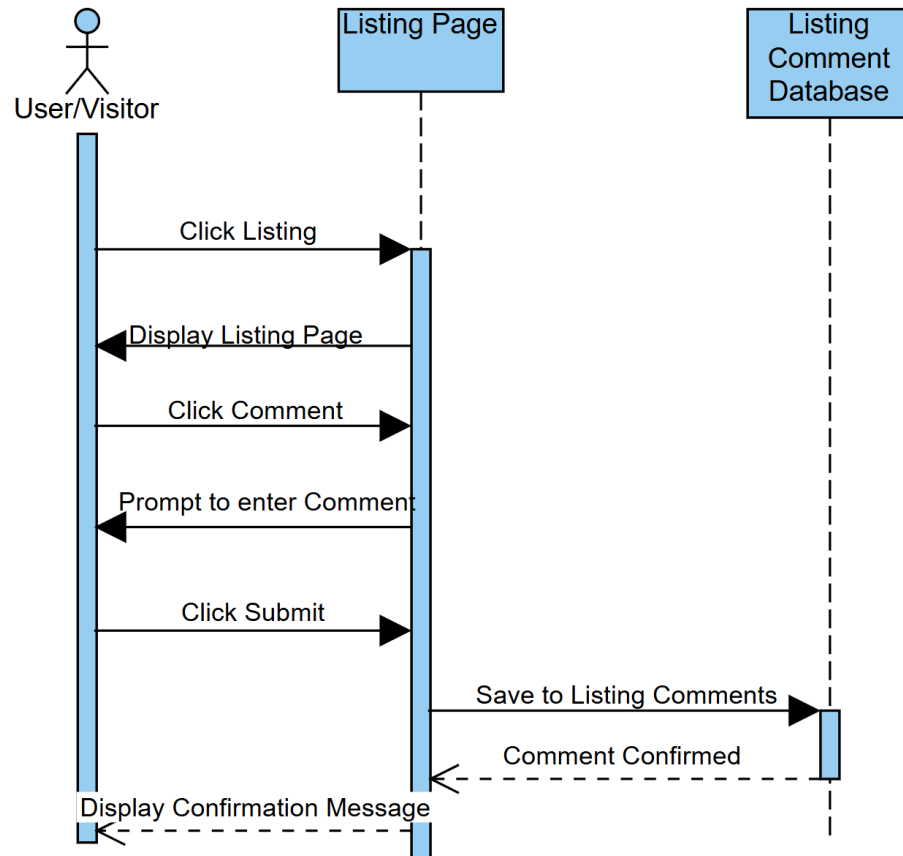 Listing Page
Listing
Comment
Database
User/Visitor
Click Listing
Display Listing Page
Click Comment
Prompt to enter Comment
Click Submit
Save to Listing Comments
Comment Confirmed
Display Confirmation Message